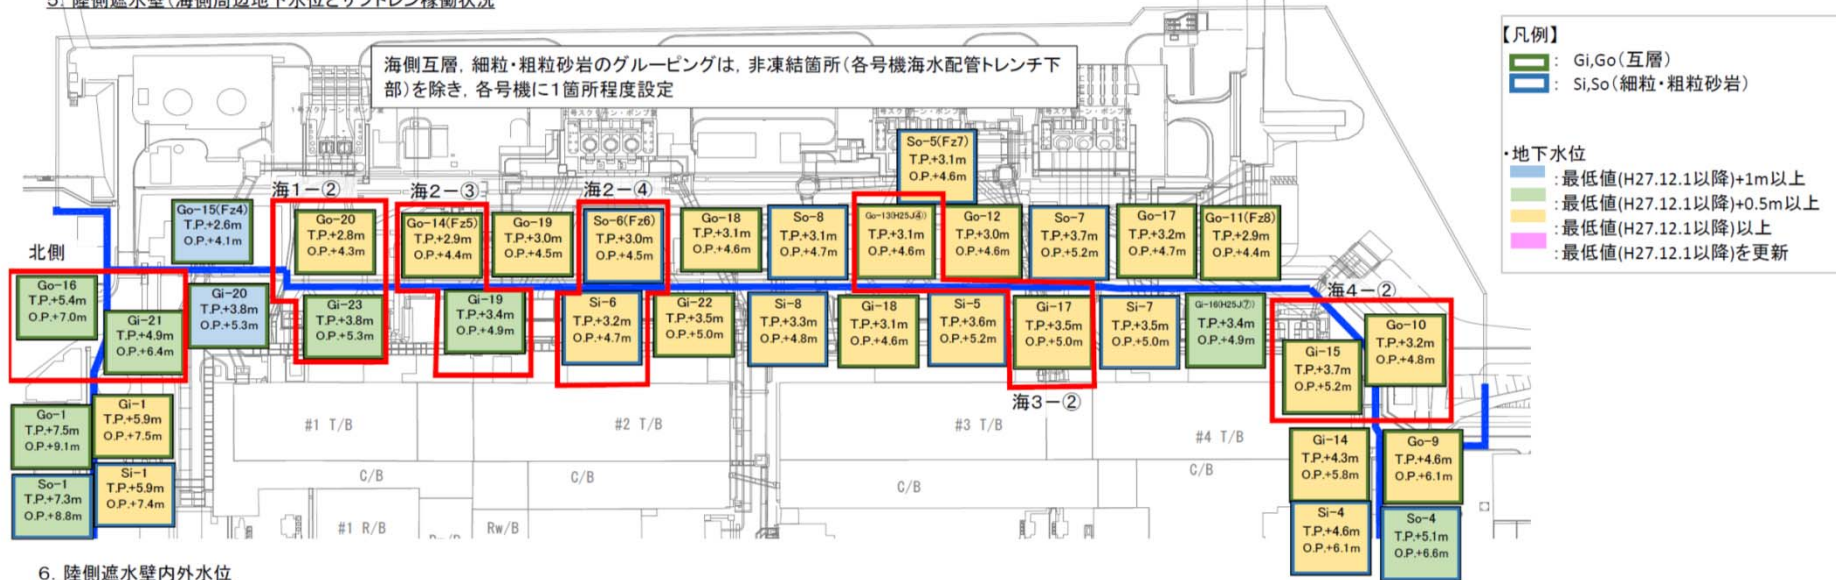 5. 陸側遮水壁(海側周辺地下水位とサブドレン稼働状況
海側互層, 細粒・粗粒砂岩のグルーピングは, 非凍結箇所(各号機海水配管トレンチ下
部)を除き, 各号機に1箇所程度設定
【凡例】
: Gi,Go(互層)
: Si,So(細粒・粗粒砂岩)
・地下水位
:最低値(H27.12.1以降)+1m以上
:最低値(H27.12.1以降)+0.5m以上
:最低値(H27.12.1以降)以上
:最低値(H27.12.1以降)を更新
So-5(Fz7)
T.P.+3.1m
O.P.+4.6m
海1-②
海2-③
海2-④
Go-15(Fz4)
T.P.+2.6m
O.P.+4.1m
Go-20
T.P.+2.8m
O.P.+4.3m
Go-14(Fz5)
T.P.+2.9m
O.P.+4.4m
Go-19
T.P.+3.0m
O.P.+4.5m
So-6(Fz6)
T.P.+3.0m
O.P.+4.5m
Go-18
T.P.+3.1m
O.P.+4.6m
So-8
T.P.+3.1m
O.P.+4.7m
Go-13(H25J④)
T.P.+3.1m
O.P.+4.6m
Go-12
T.P.+3.0m
O.P.+4.6m
So-7
T.P.+3.7m
O.P.+5.2m
Go-17
T.P.+3.2m
O.P.+4.7m
Go-11(Fz8)
T.P.+2.9m
O.P.+4.4m
北側
Go-16
T.P.+5.4m
O.P.+7.0m
Gi-21
T.P.+4.9m
O.P.+6.4m
Gi-20
T.P.+3.8m
O.P.+5.3m
Gi-23
T.P.+3.8m
O.P.+5.3m
Gi-19
T.P.+3.4m
O.P.+4.9m
Si-6
T.P.+3.2m
O.P.+4.7m
Gi-22
T.P.+3.5m
O.P.+5.0m
Si-8
T.P.+3.3m
O.P.+4.8m
Gi-18
T.P.+3.1m
O.P.+4.6m
Si-5
T.P.+3.6m
O.P.+5.2m
Gi-17
T.P.+3.5m
O.P.+5.0m
Si-7
T.P.+3.5m
O.P.+5.0m
Gi-16(H25J⑦)
T.P.+3.4m
O.P.+4.9m
海4-②
Gi-15
T.P.+3.7m
O.P.+5.2m
Go-10
T.P.+3.2m
O.P.+4.8m
海3-②
Go-1
T.P.+7.5m
O.P.+9.1m
Gi-1
T.P.+5.9m
O.P.+7.5m
So-1
T.P.+7.3m
O.P.+8.8m
Si-1
T.P.+5.9m
O.P.+7.4m
#1 T/B
#2 T/B
#3 T/B
#4 T/B
C/B
C/B
C/B
C/B
#1 R/B
Rw/B
Gi-14
T.P.+4.3m
O.P.+5.8m
Go-9
T.P.+4.6m
O.P.+6.1m
Si-4
T.P.+4.6m
O.P.+6.1m
So-4
T.P.+5.1m
O.P.+6.6m
6. 陸側遮水壁内外水位